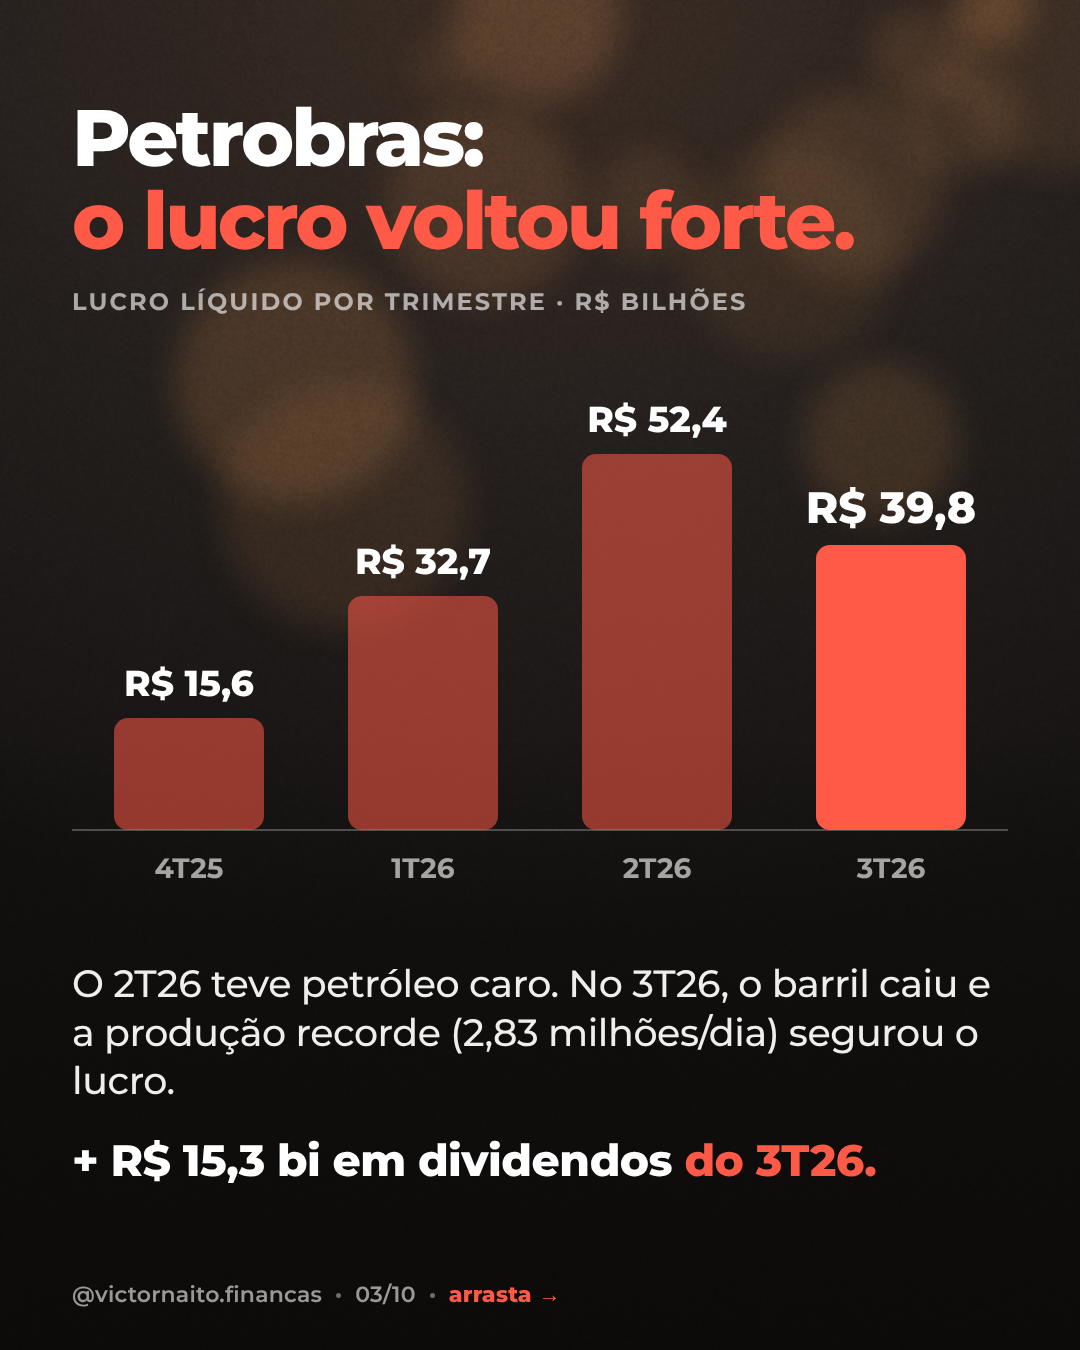 Petrobras:
o lucro voltou forte.
LUCRO LÍQUIDO POR TRIMESTRE · R$ BILHÕES
R$ 52,4
R$ 39,8
R$ 32,7
R$ 15,6
4T25 1T26 2T26 3T26
O 2T26 teve petróleo caro. No 3T26, o barril caiu e
a produção recorde (2,83 milhões/dia) segurou o
lucro.
+ R$ 15,3 bi em dividendos do 3T26.
@victornaito.financas • 03/10 • arrasta →